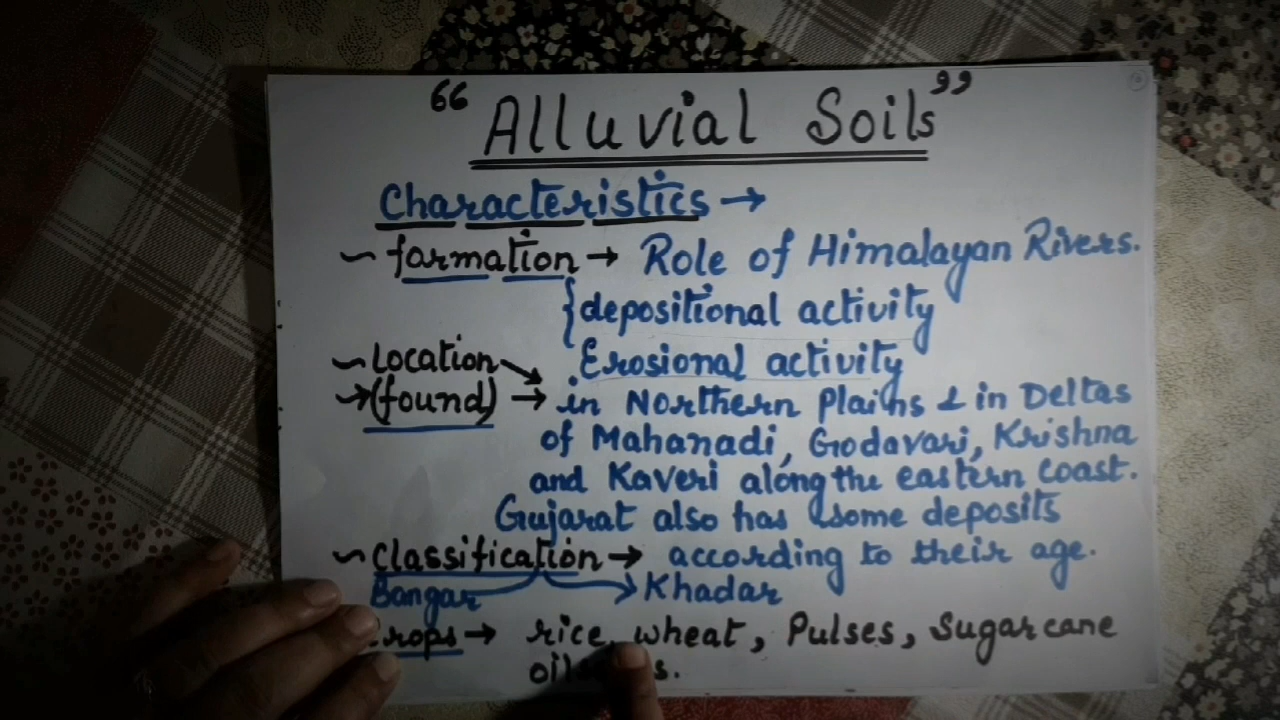 “Alluvial Soils”
Characteristics →
~ formation → Role of Himalayan Rivers.
{depositional activity
Erosional activity
~ Location
→(found) → in Northern Plains & in Deltas
of Mahanadi, Godavari, Krishna
and Kaveri along the eastern coast.
Gujarat also has some deposits
~ Classification → according to their age.
Bangar Khadar
→ rice, wheat, Pulses, Sugarcane